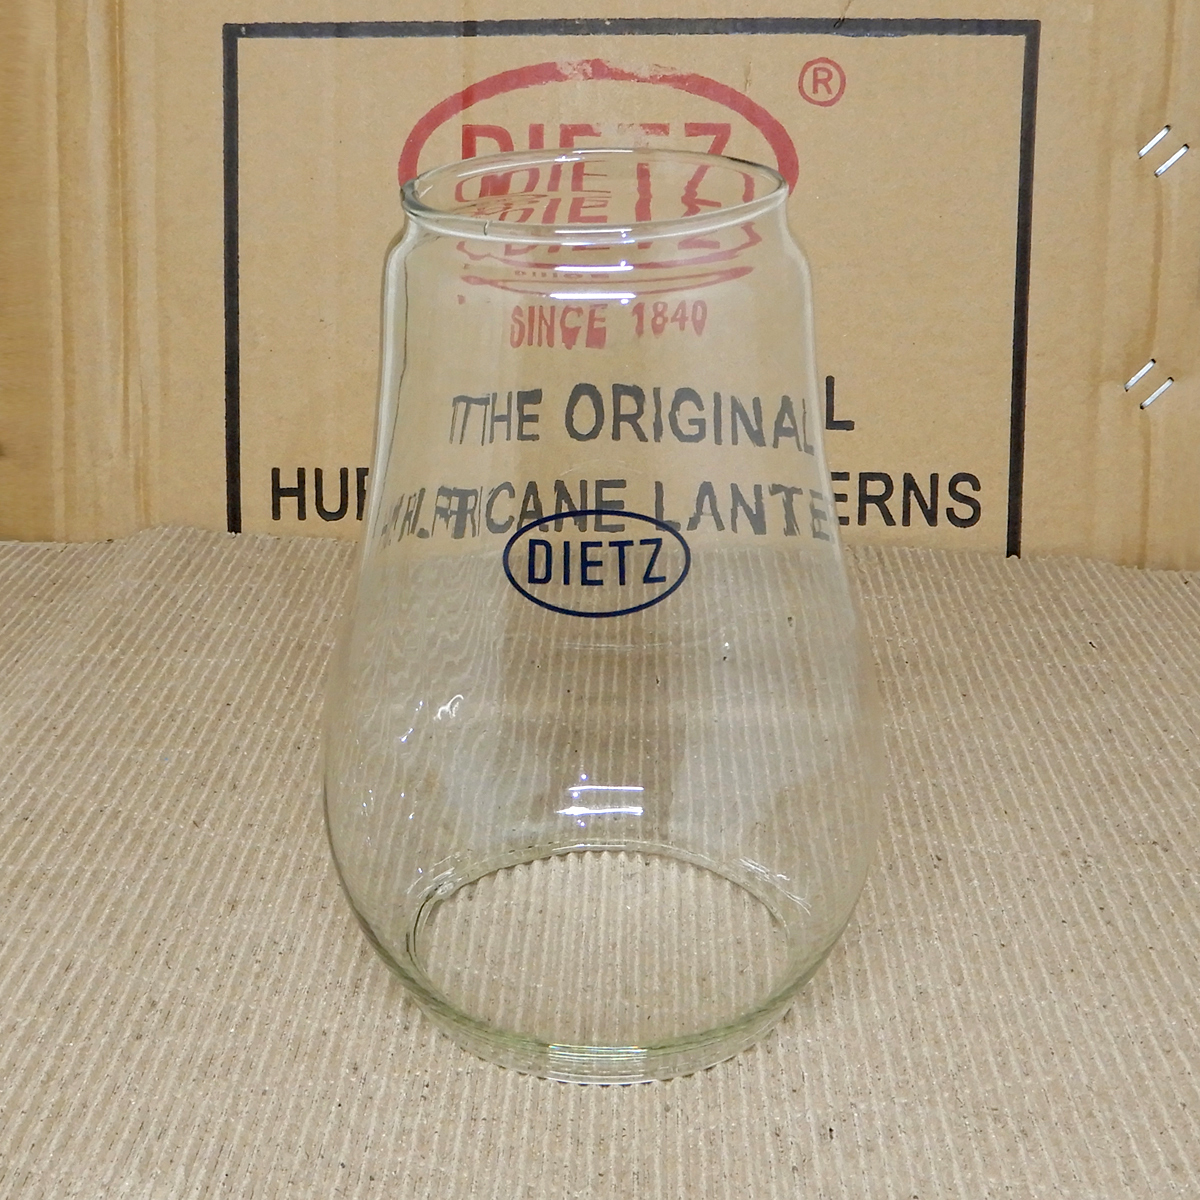 DIETZ ®
SINCE 1840
THE ORIGINAL
HURRICANE LANTERNS
DIETZ